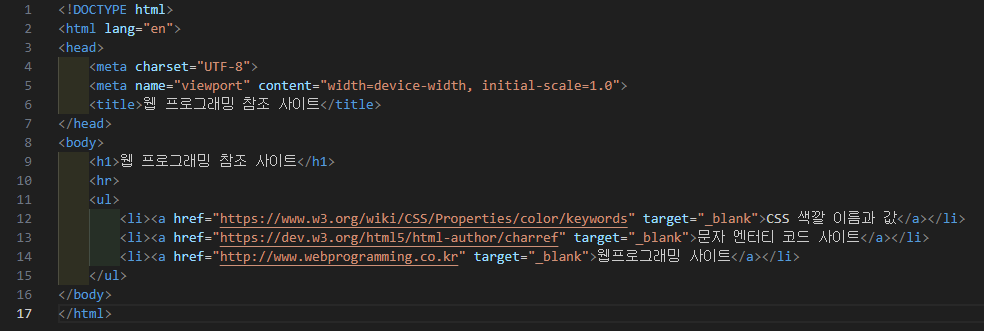 1 <!DOCTYPE html>
2 <html lang="en">
3 <head>
4     <meta charset="UTF-8">
5     <meta name="viewport" content="width=device-width, initial-scale=1.0">
6     <title>웹 프로그래밍 참조 사이트</title>
7 </head>
8 <body>
9     <h1>웹 프로그래밍 참조 사이트</h1>
10     <hr>
11     <ul>
12         <li><a href="https://www.w3.org/wiki/CSS/Properties/color/keywords" target="_blank">CSS 색깔 이름과 값</a></li>
13         <li><a href="https://dev.w3.org/html5/html-author/charref" target="_blank">문자 엔터티 코드 사이트</a></li>
14         <li><a href="http://www.webprogramming.co.kr" target="_blank">웹프로그래밍 사이트</a></li>
15     </ul>
16 </body>
17 </html>